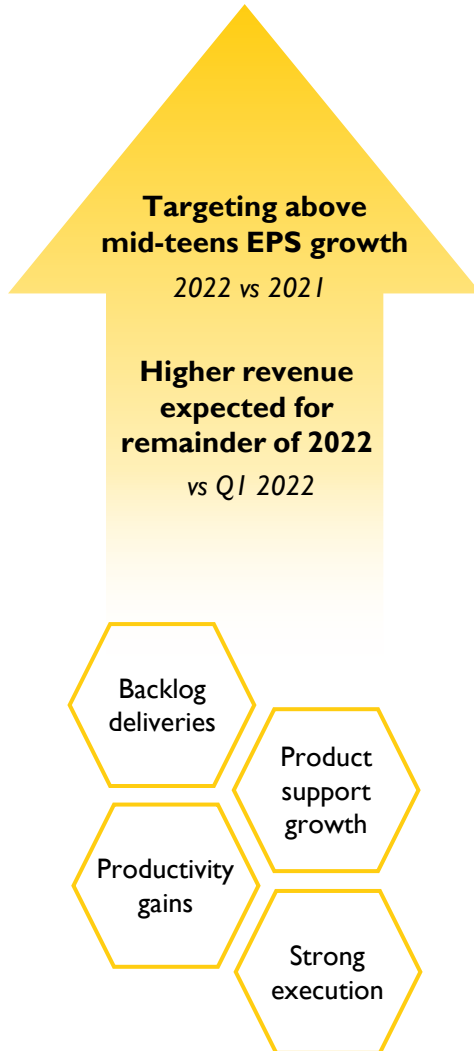 Targeting above
mid-teens EPS growth
2022 vs 2021
Higher revenue
expected for
remainder of 2022
vs Q1 2022
Backlog
deliveries
Product
support
growth
Productivity
gains
Strong
execution